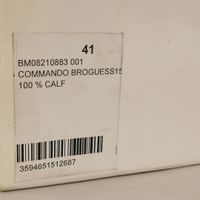 41
BM08210883 001
COMMANDO BROGUESS15
100 % CALF
3594651512687